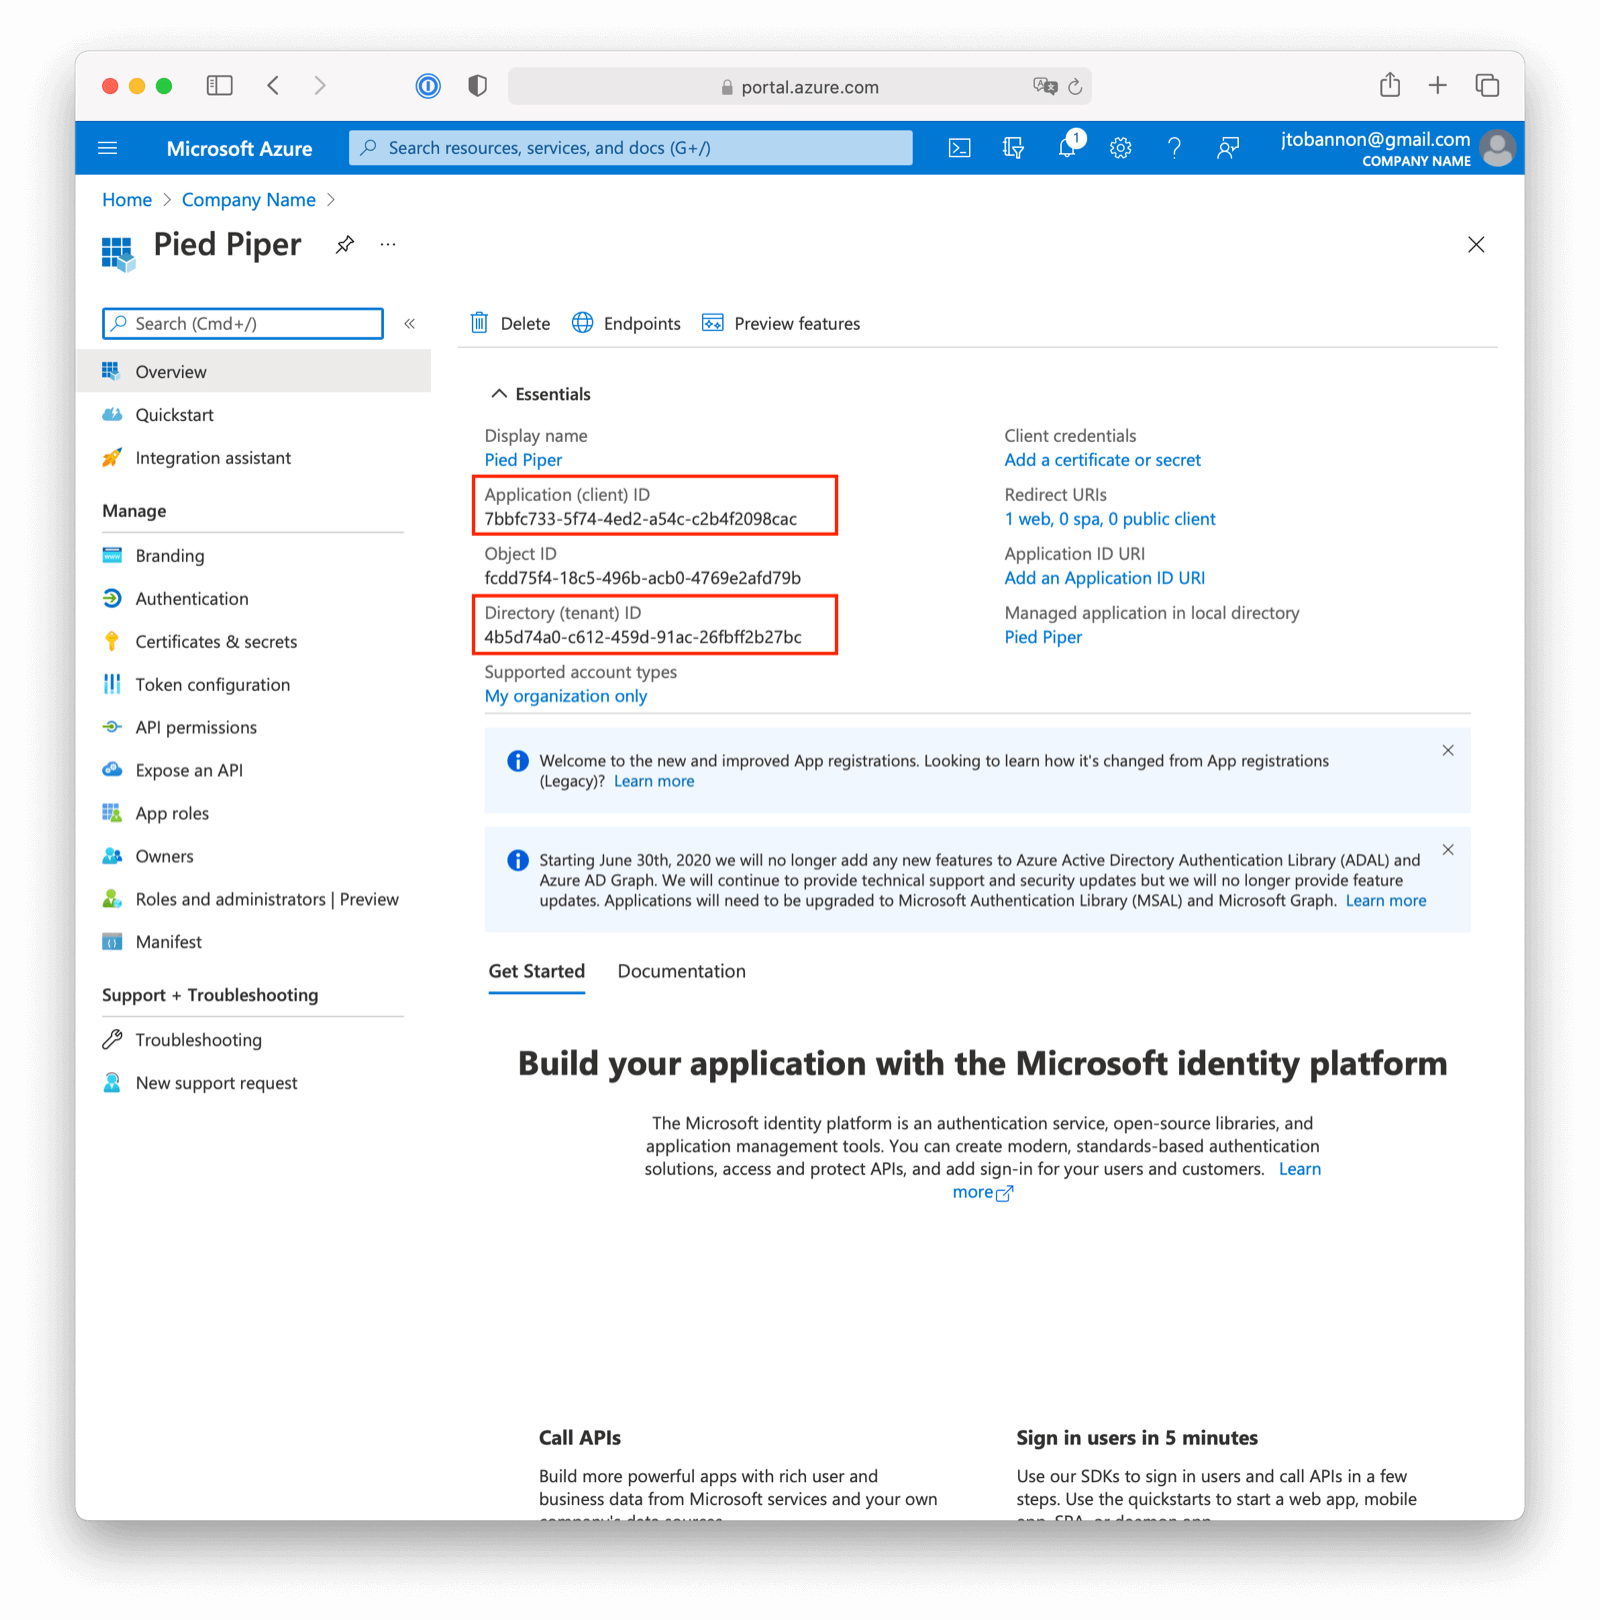 portal.azure.com
Microsoft Azure
Search resources, services, and docs (G+/)
1
jtobannon@gmail.com
COMPANY NAME
Home > Company Name >
Pied Piper
Search (Cmd+/)
Overview
Quickstart
Integration assistant
Manage
Branding
Authentication
Certificates & secrets
Token configuration
API permissions
Expose an API
App roles
Owners
Roles and administrators | Preview
Manifest
Support + Troubleshooting
Troubleshooting
New support request
Delete
Endpoints
Preview features
Essentials
Display name
Pied Piper
Application (client) ID
7bbfc733-5f74-4ed2-a54c-c2b4f2098cac
Object ID
fcdd75f4-18c5-496b-acb0-4769e2afd79b
Directory (tenant) ID
4b5d74a0-c612-459d-91ac-26fbff2b27bc
Supported account types
My organization only
Client credentials
Add a certificate or secret
Redirect URIs
1 web, 0 spa, 0 public client
Application ID URI
Add an Application ID URI
Managed application in local directory
Pied Piper
Welcome to the new and improved App registrations. Looking to learn how it's changed from App registrations
(Legacy)? Learn more
Starting June 30th, 2020 we will no longer add any new features to Azure Active Directory Authentication Library (ADAL) and
Azure AD Graph. We will continue to provide technical support and security updates but we will no longer provide feature
updates. Applications will need to be upgraded to Microsoft Authentication Library (MSAL) and Microsoft Graph. Learn more
Get Started
Documentation
Build your application with the Microsoft identity platform
The Microsoft identity platform is an authentication service, open-source libraries, and
application management tools. You can create modern, standards-based authentication
solutions, access and protect APIs, and add sign-in for your users and customers. Learn
more
Call APIs
Build more powerful apps with rich user and
business data from Microsoft services and your own
company's data sources
Sign in users in 5 minutes
Use our SDKs to sign in users and call APIs in a few
steps. Use the quickstarts to start a web app, mobile
app, SPA, or daemon app